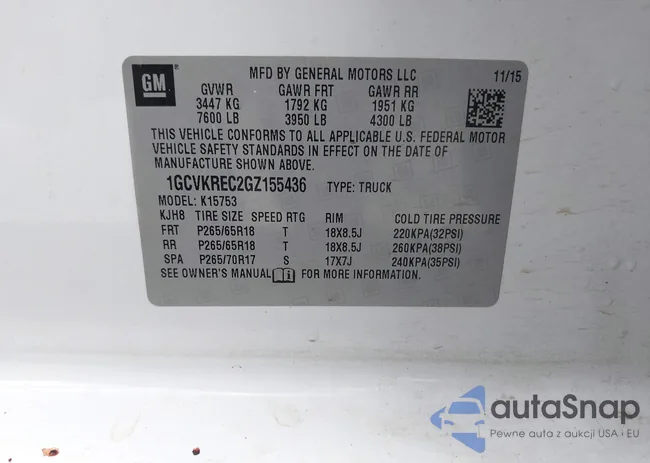 GM
MFD BY GENERAL MOTORS LLC 11/15
GVWR GAWR FRT GAWR RR
3447 KG 1792 KG 1951 KG
7600 LB 3950 LB 4300 LB
THIS VEHICLE CONFORMS TO ALL APPLICABLE U.S. FEDERAL MOTOR
VEHICLE SAFETY STANDARDS IN EFFECT ON THE DATE OF
MANUFACTURE SHOWN ABOVE.
1GCVKREC2GZ155436 TYPE: TRUCK
MODEL: K15753
KJH8 TIRE SIZE SPEED RTG RIM COLD TIRE PRESSURE
FRT P265/65R18 T 18X8.5J 220KPA(32PSI)
RR P265/65R18 T 18X8.5J 260KPA(38PSI)
SPA P265/70R17 S 17X7J 240KPA(35PSI)
SEE OWNER'S MANUAL FOR MORE INFORMATION.
autaSnap
Pewne auta z aukcji USA i EU